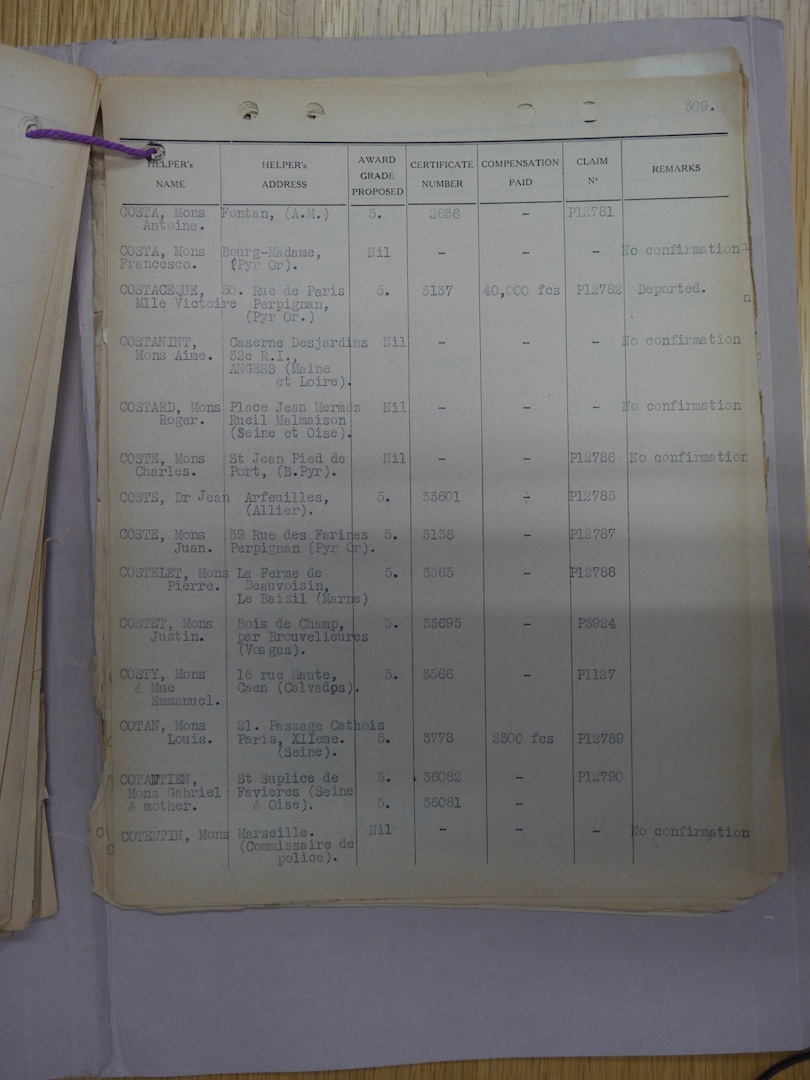 309.
HELPER's NAME | HELPER's ADDRESS | AWARD GRADE PROPOSED | CERTIFICATE NUMBER | COMPENSATION PAID | CLAIM Nº | REMARKS
COSTA, Mons | Fontan, (A.M.) | 5. | 2656 | - | P12781
Antoine.
COSTA, Mons | Bourg-Madame, | Nil | - | - | - | No confirmation
Francesco. | (Pyr Or).
COSTACEQUE, | 30. Rue de Paris | 5. | 3137 | 40,000 fcs | P12782 | Deported.
Mlle Victoire | Perpignan,
(Pyr Or.)
COSTANINT, | Caserne Desjardins | Nil | - | - | - | No confirmation
Mons Aime. | 32e R.I.,
ANGERS (Maine
et Loire).
COSTARD, Mons | Place Jean Mermoz | Nil | - | - | - | No confirmation
Roger. | Rueil Malmaison
(Seine et Oise).
COSTE, Mons | St Jean Pied de | Nil | - | - | P12786 | No confirmation
Charles. | Port, (B.Pyr).
COSTE, Dr Jean | Arfeuilles, | 5. | 33601 | - | P12785
(Allier).
COSTE, Mons | 39 Rue des Farines | 5. | 3138 | - | P12787
Juan. | Perpignan (Pyr Or).
COSTELET, Mons | La Ferme de | 5. | 3565 | - | P12788
Pierre. | Beauvoisin,
Le Baizil (Marne)
COSTET, Mons | Bois de Champ, | 5. | 33695 | - | P3924
Justin. | par Brouvelieures
(Vosges).
COSTY, Mons | 16 rue Haute, | 5. | 3566 | - | P1127
& Mme | Caen (Calvados).
Emmanuel.
COTAN, Mons | 21. Passage Cathois
Louis. | Paris, XIIeme. | 5. | 3778 | 2300 fcs | P12789
(Seine).
COTANTIEN, | St Suplice de | 5. | 36082 | - | P12790
Mons Gabriel | Favieres (Seine
& mother. | & Oise). | 5. | 36081 | -
COTENTIN, Mons | Marseille. | Nil | - | - | - | No confirmation
(Commissaire de
police).